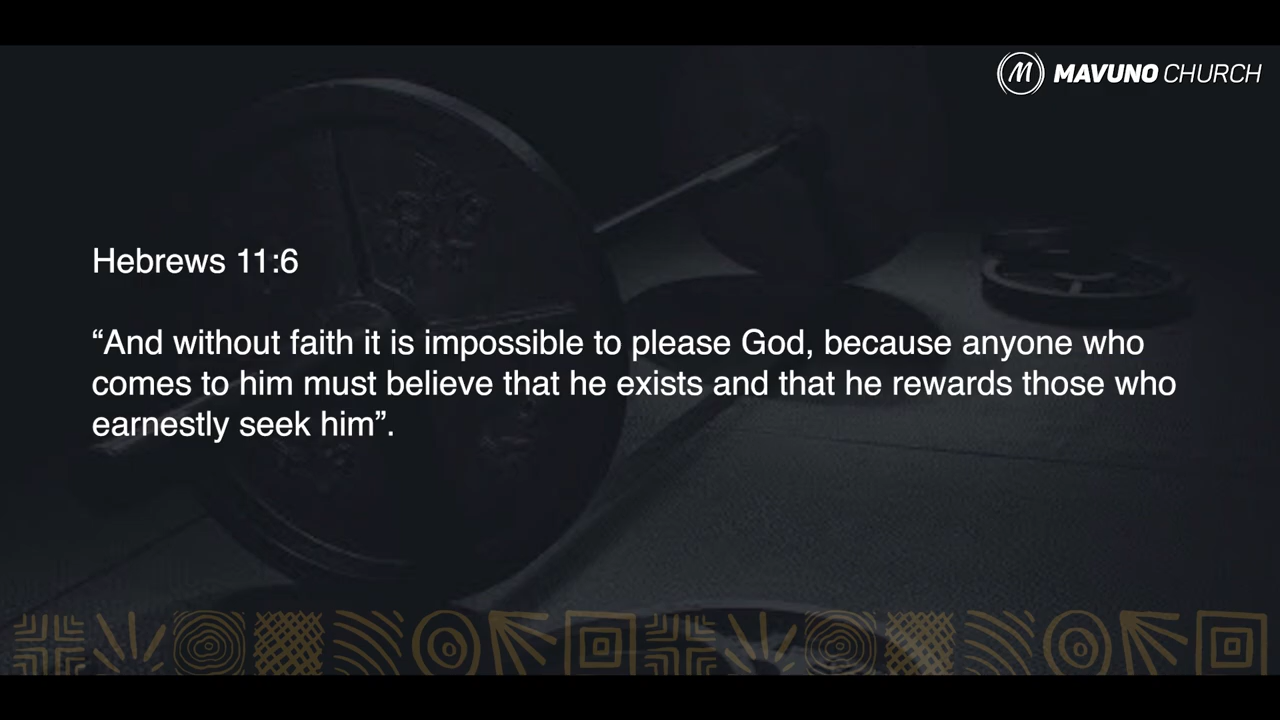 MAVUNO CHURCH
Hebrews 11:6
“And without faith it is impossible to please God, because anyone who
comes to him must believe that he exists and that he rewards those who
earnestly seek him”.